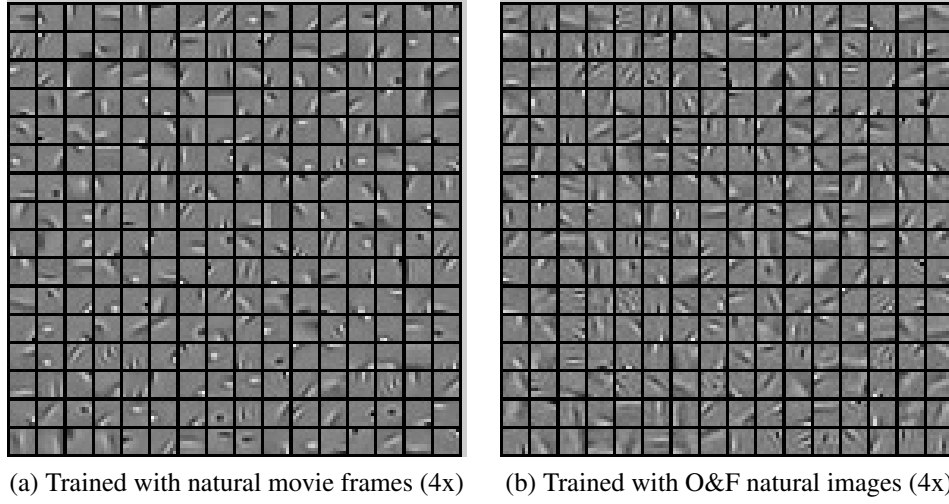 (a) Trained with natural movie frames (4x)
(b) Trained with O&F natural images (4x)